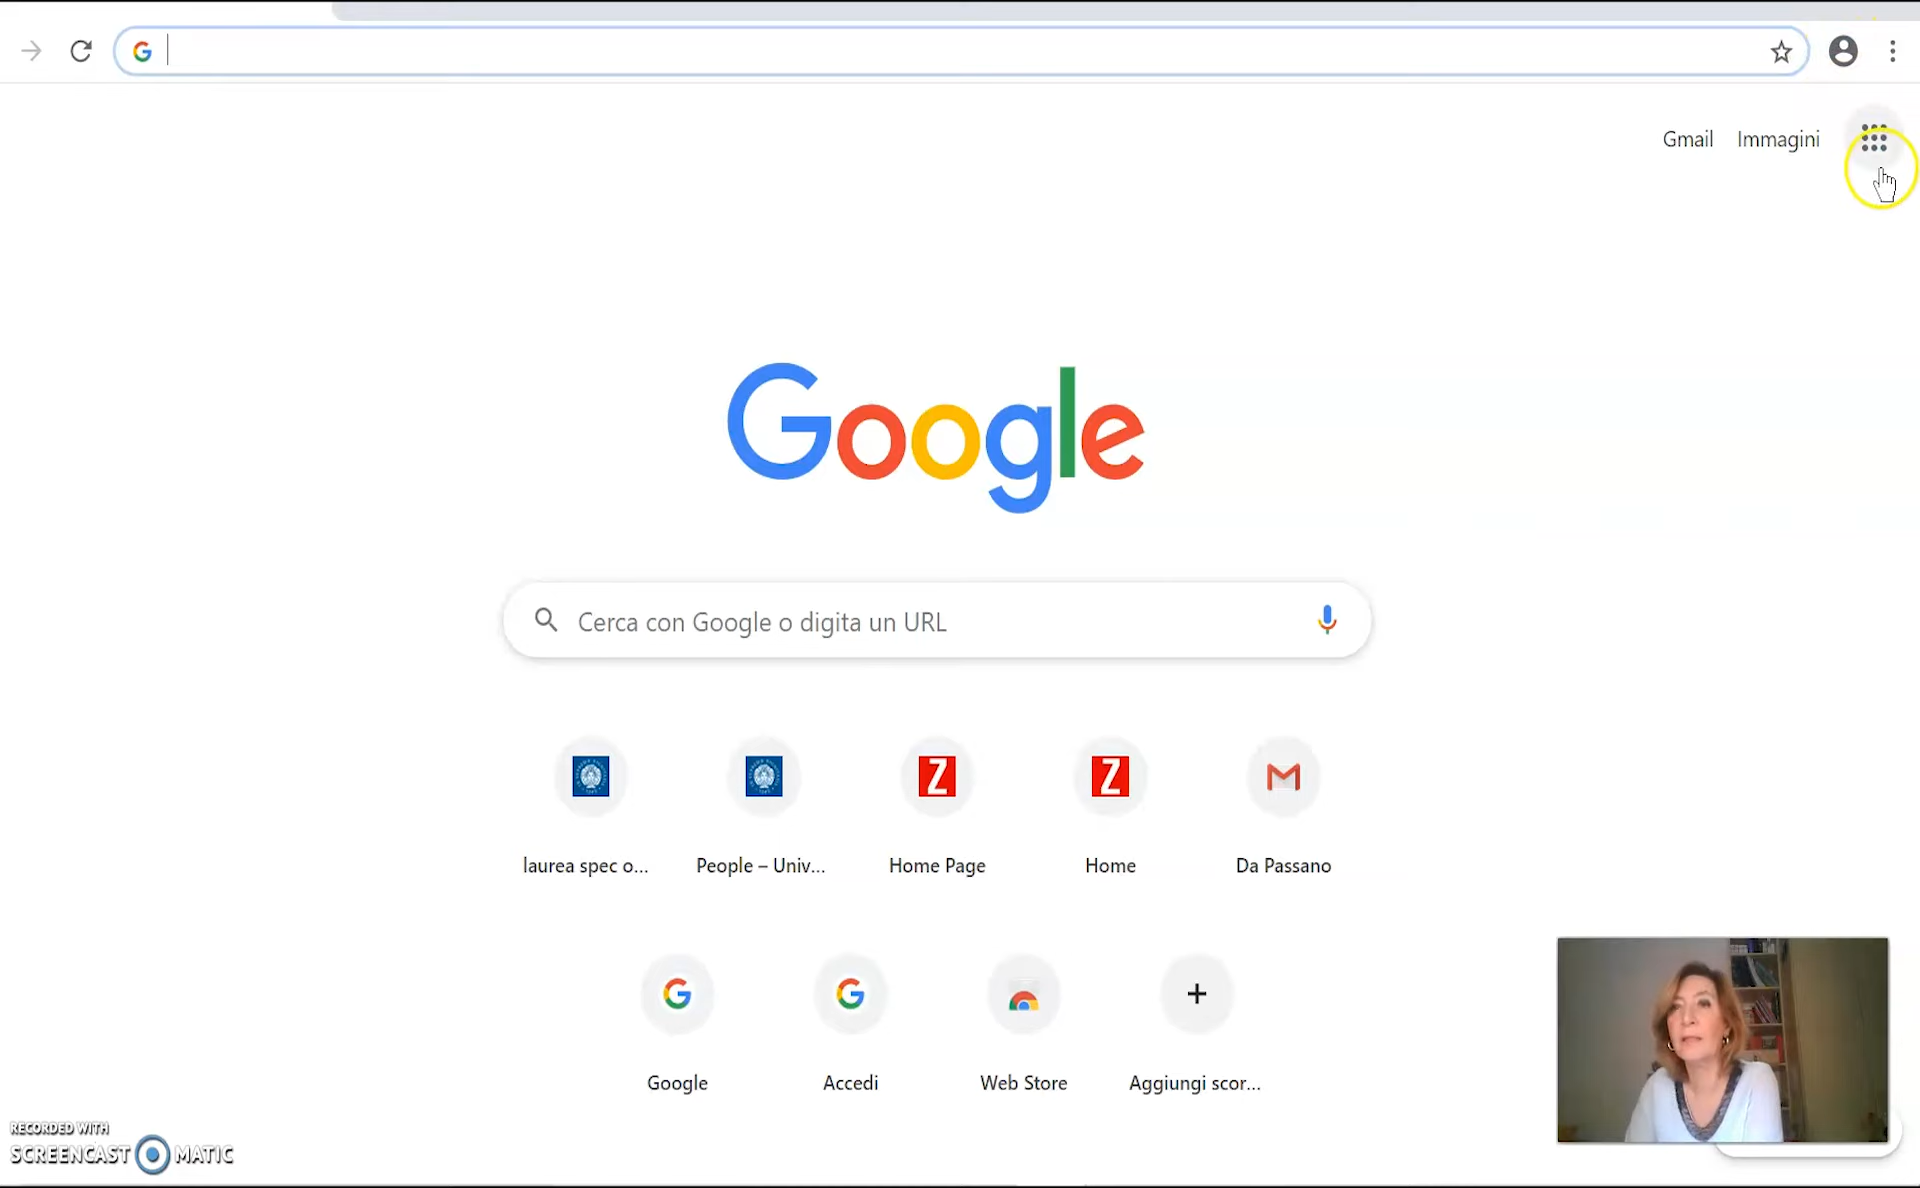 Gmail Immagini
Google
Cerca con Google o digita un URL
laurea spec o... People – Univ... Home Page Home Da Passano
Google Accedi Web Store Aggiungi scor...
RECORDED WITH
SCREENCAST MATIC